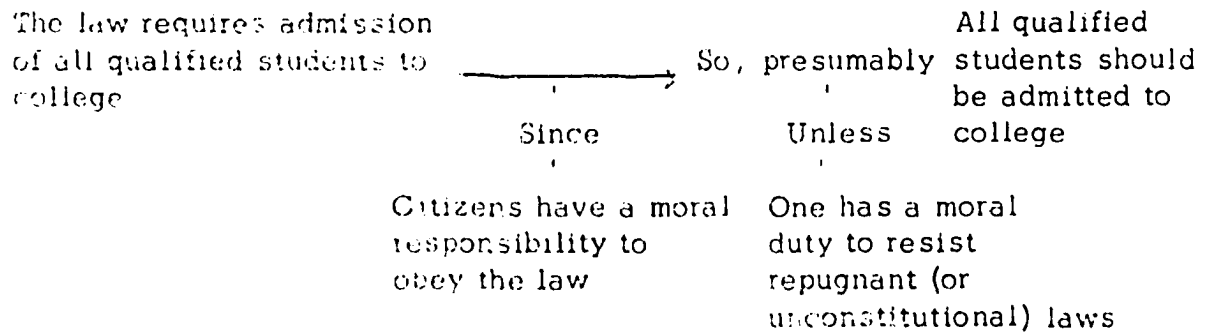 The law requires admission
of all qualified students to
college
So, presumably
All qualified
students should
be admitted to
college
Since
Unless
Citizens have a moral
responsibility to
obey the law
One has a moral
duty to resist
repugnant (or
unconstitutional) laws